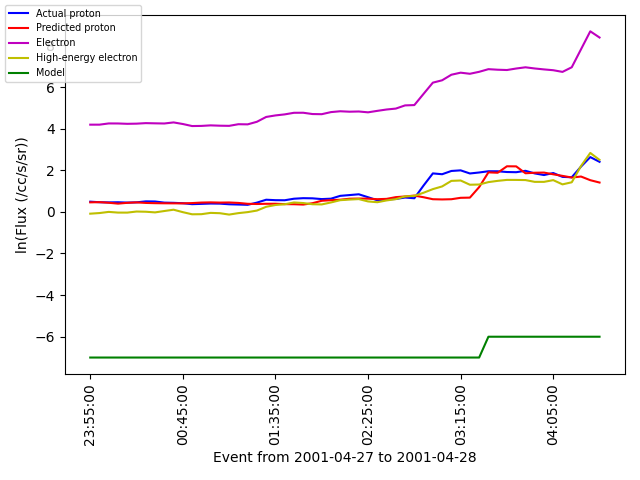 Actual proton
Predicted proton
Electron
High-energy electron
Model
8
6
4
2
0
−2
−4
−6
ln(Flux (/cc/s/sr))
23:55:00
00:45:00
01:35:00
02:25:00
03:15:00
04:05:00
Event from 2001-04-27 to 2001-04-28